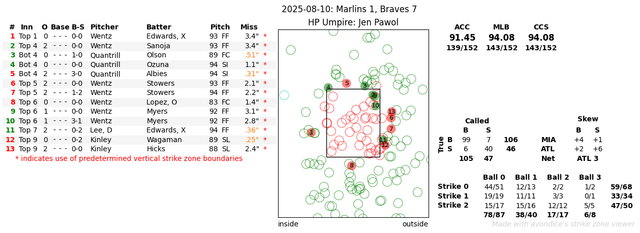 2025-08-10: Marlins 1, Braves 7
HP Umpire: Jen Pawol
Inn O Base B-S Pitcher Batter Pitch Miss
1 Top 1 0 - - - 0-0 Wentz Edwards, X 93 FF 3.4" *
2 Top 4 2 - - - 0-0 Wentz Sanoja 93 FF 3.4" *
3 Bot 4 0 - - - 1-0 Quantrill Olson 89 FC .51" *
4 Bot 4 0 - - - 0-0 Quantrill Ozuna 94 SI 1.1" *
5 Bot 4 2 - - - 3-0 Quantrill Albies 94 SI .31" *
6 Top 5 2 - - - 0-0 Wentz Stowers 93 FF 2.1" *
7 Top 5 2 - - - 1-2 Wentz Stowers 94 FF 2.2" *
8 Top 6 0 - - - 0-0 Wentz Lopez, O 83 FC 1.4" *
9 Top 6 1 - - - 0-0 Wentz Myers 92 FF 3.1" *
10 Top 6 1 - - - 3-1 Wentz Myers 92 FF 2.8" *
11 Top 7 2 - - - 0-2 Lee, D Edwards, X 94 FF .36" *
12 Top 9 0 - - - 0-2 Kinley Wagaman 89 SL .25" *
13 Top 9 2 - - - 0-0 Kinley Hicks 88 SL 2.4" *
* indicates use of predetermined vertical strike zone boundaries
inside outside
ACC MLB CCS
91.45 94.08 94.08
139/152 143/152 143/152
Called Skew
B S B S
True B 99 7 106 MIA +4 +1
S 6 40 46 ATL +2 +6
105 47 Net ATL 3
Ball 0 Ball 1 Ball 2 Ball 3
Strike 0 44/51 12/13 2/2 1/2 59/68
Strike 1 19/19 11/11 3/3 0/1 33/34
Strike 2 15/17 15/16 12/12 5/5 47/50
78/87 38/40 17/17 6/8
Made with avondice's strike zone viewer